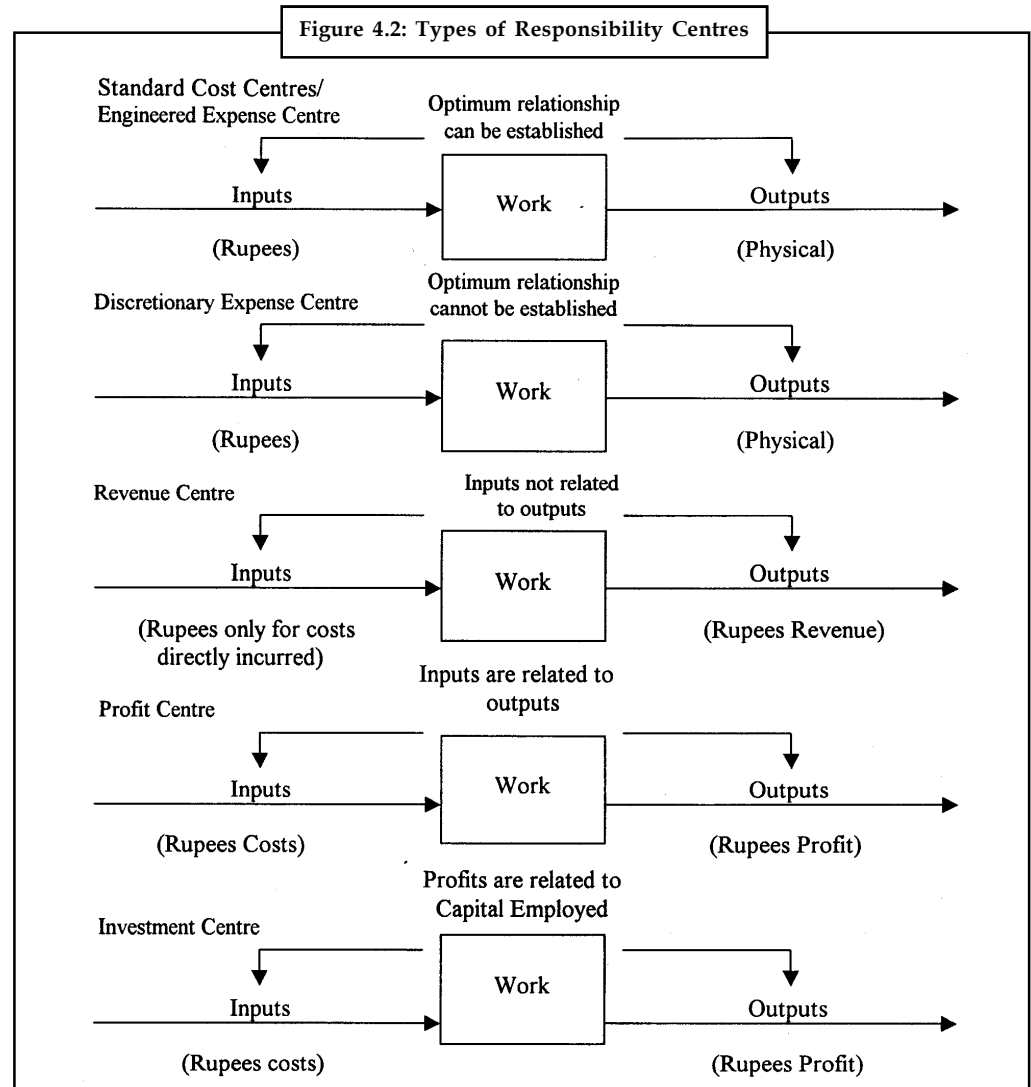 Figure 4.2: Types of Responsibility Centres
Standard Cost Centres/
Engineered Expense Centre
Optimum relationship
can be established
Inputs
Work
Outputs
(Rupees)
(Physical)
Discretionary Expense Centre
Optimum relationship
cannot be established
Inputs
Work
Outputs
(Rupees)
(Physical)
Revenue Centre
Inputs not related
to outputs
Inputs
Work
Outputs
(Rupees only for costs
directly incurred)
(Rupees Revenue)
Profit Centre
Inputs are related to
outputs
Inputs
Work
Outputs
(Rupees Costs)
(Rupees Profit)
Investment Centre
Profits are related to
Capital Employed
Inputs
Work
Outputs
(Rupees costs)
(Rupees Profit)